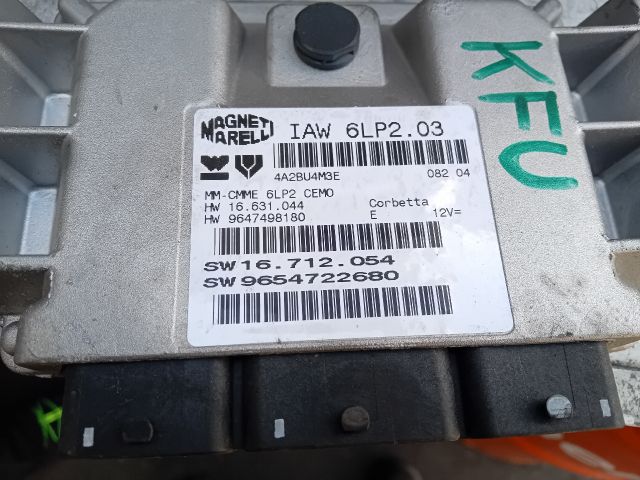 MAGNETI
MARELLI
IAW 6LP2.03
4A2BU4M3E 082 04
MM-CMME 6LP2 CEMO
HW 16.631.044 Corbetta
HW 9647498180 E 12V=
SW 16.712.054
SW 9654722680
KFU